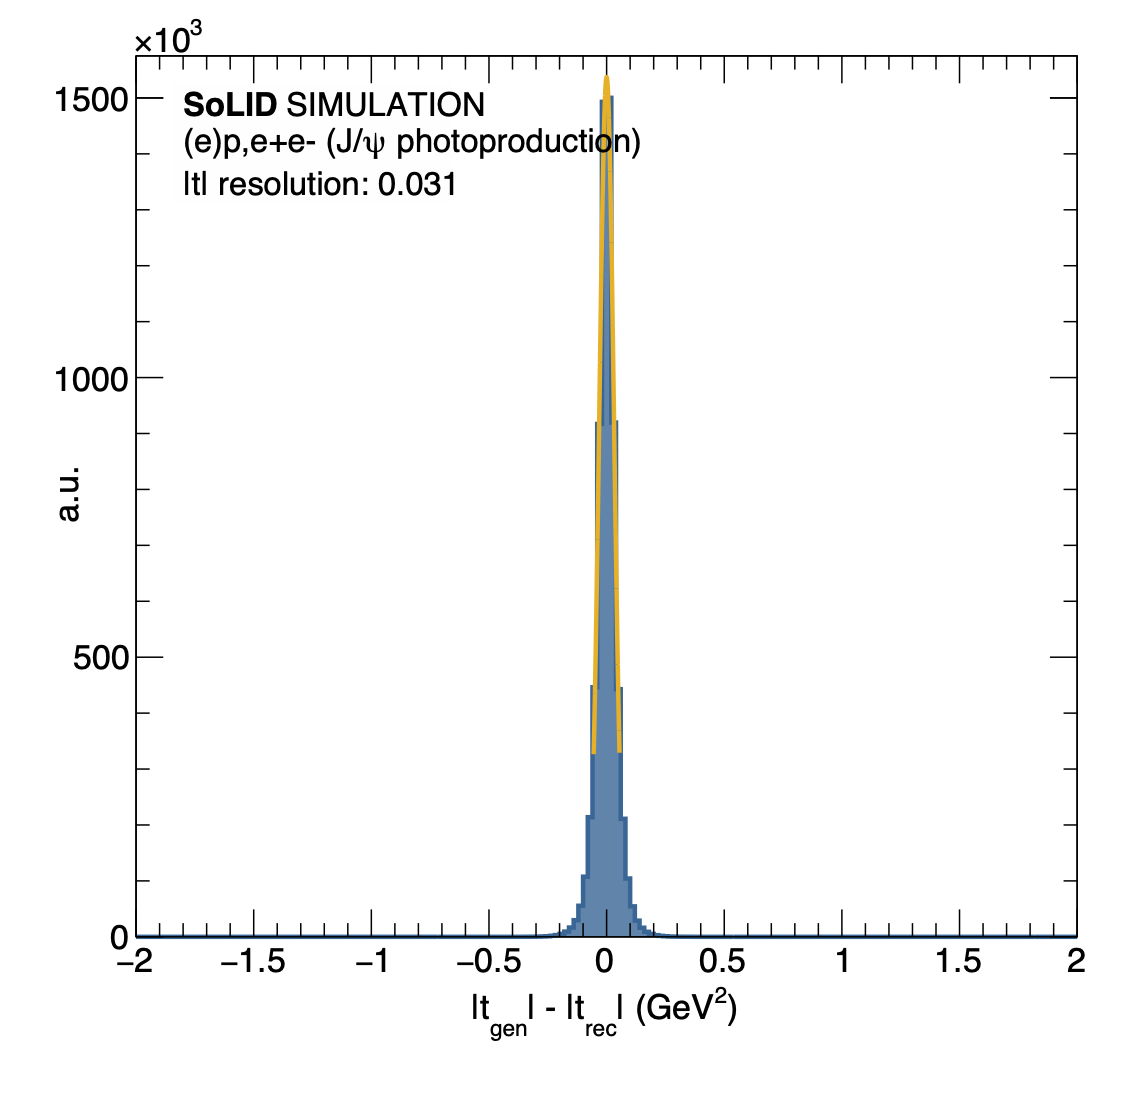 ×10³
1500
1000
500
0
a.u.
SoLID SIMULATION
(e)p,e+e- (J/ψ photoproduction)
|t| resolution: 0.031
−2 −1.5 −1 −0.5 0 0.5 1 1.5 2
|t_gen| - |t_rec| (GeV²)